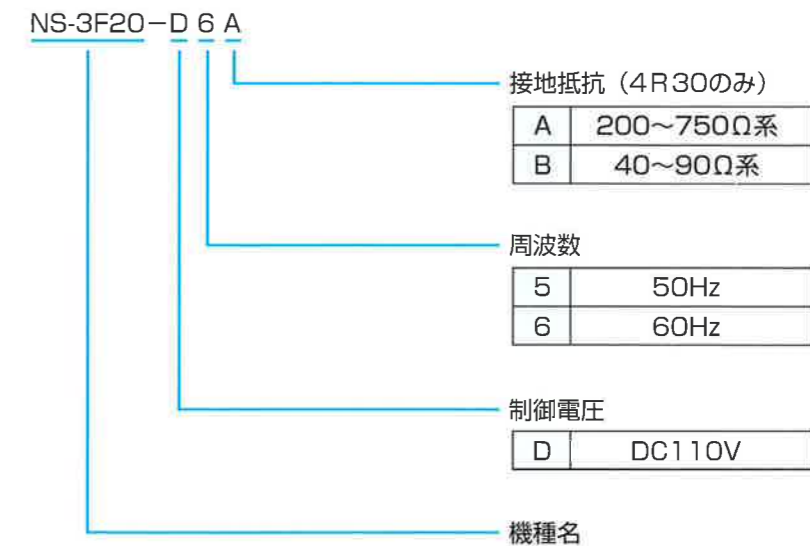 NS-3F20-D 6 A
接地抵抗（4R30のみ）
A 200～750Ω系
B 40～90Ω系
周波数
5 50Hz
6 60Hz
制御電圧
D DC110V
機種名